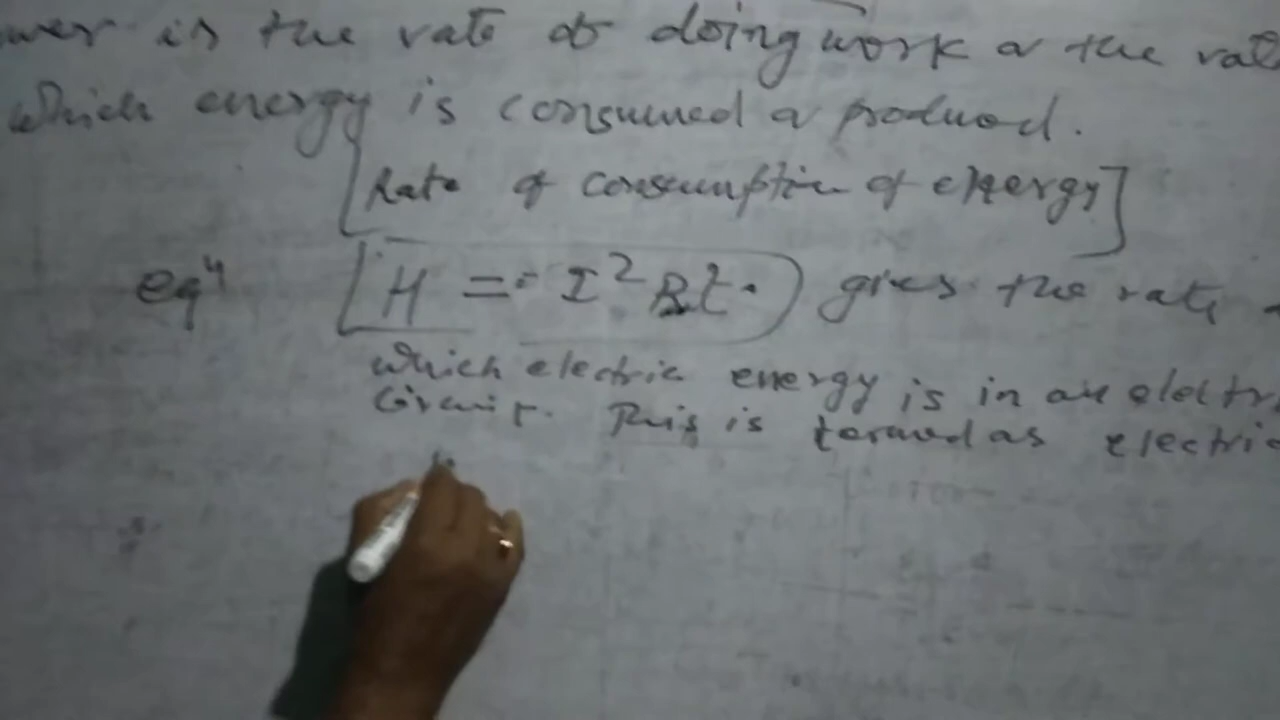 wer is the rate of doing work or the rate
which energy is consumed or produced.
[Rate of consumption of energy]
eqn [H = I²Rt.) gives the rate
which electric energy is in an electr
Circuit. This is termed as electric